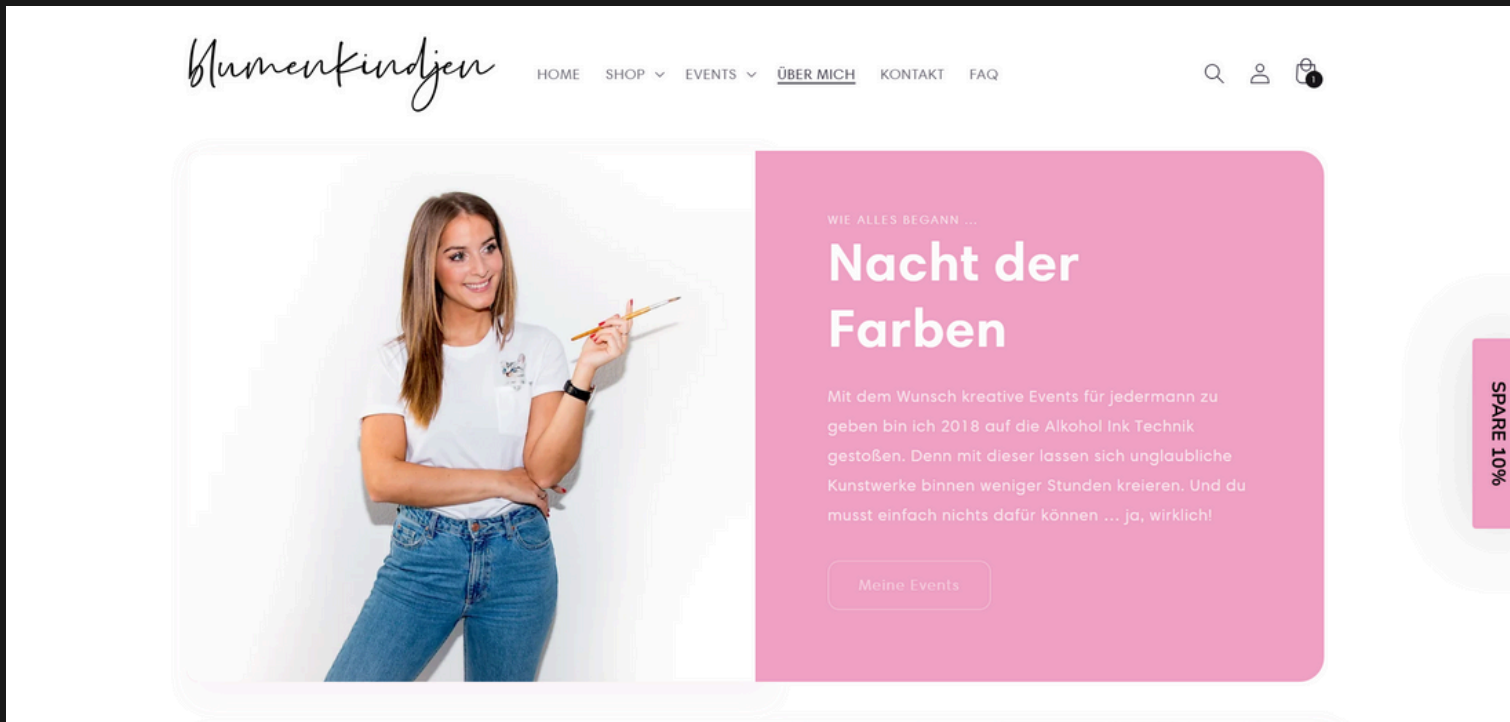 blumenkindjen
HOME SHOP EVENTS ÜBER MICH KONTAKT FAQ
1
WIE ALLES BEGANN ...
Nacht der
Farben
Mit dem Wunsch kreative Events für jedermann zu
geben bin ich 2018 auf die Alkohol Ink Technik
gestoßen. Denn mit dieser lassen sich unglaubliche
Kunstwerke binnen weniger Stunden kreieren. Und du
musst einfach nichts dafür können ... ja, wirklich!
Meine Events
SPARE 10%